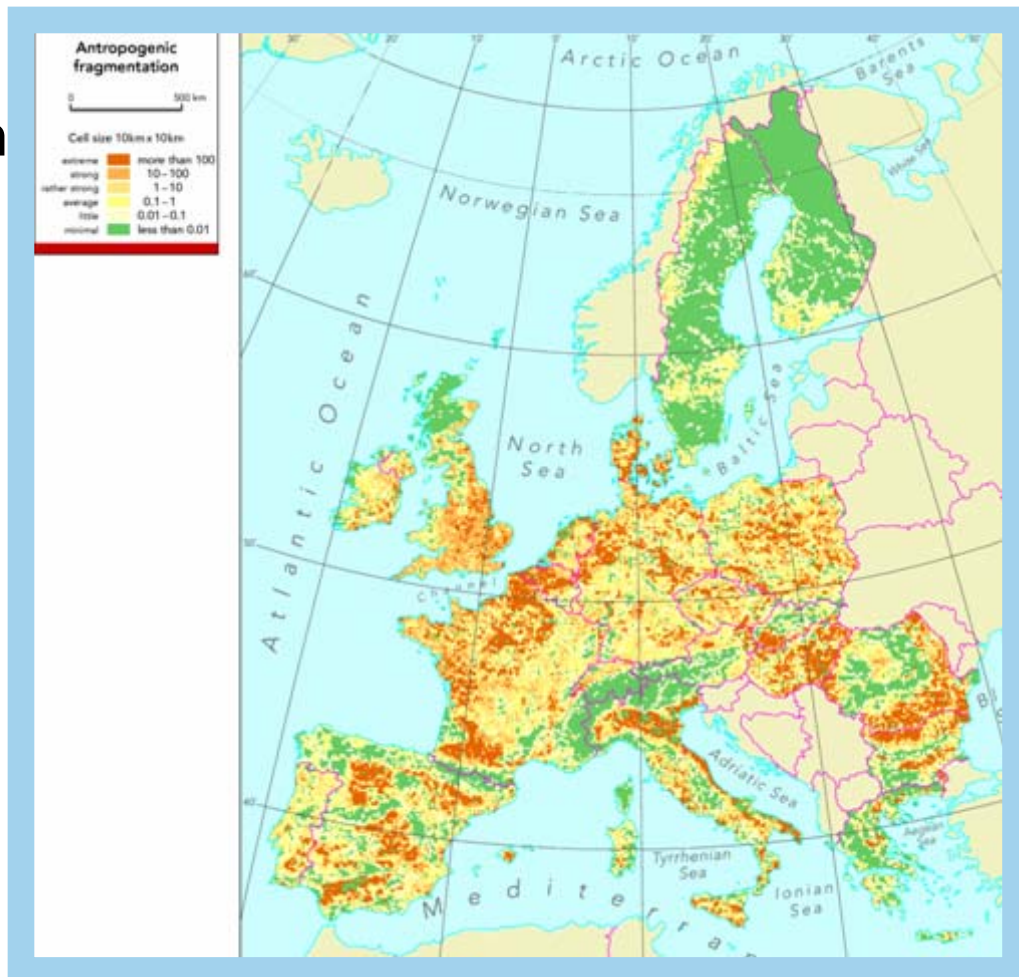 Antropogenic
fragmentation
0 500 km
Cell size 10km x 10km
extreme more than 100
strong 10-100
rather strong 1-10
average 0.1-1
little 0.01-0.1
minimal less than 0.01
Arctic Ocean
Barents
Sea
White Sea
Norwegian Sea
Atlantic Ocean
North
Sea
Baltic Sea
Channel
Adriatic Sea
Aegean
Sea
Tyrrhenian
Sea
Ionian
Sea
Mediterra